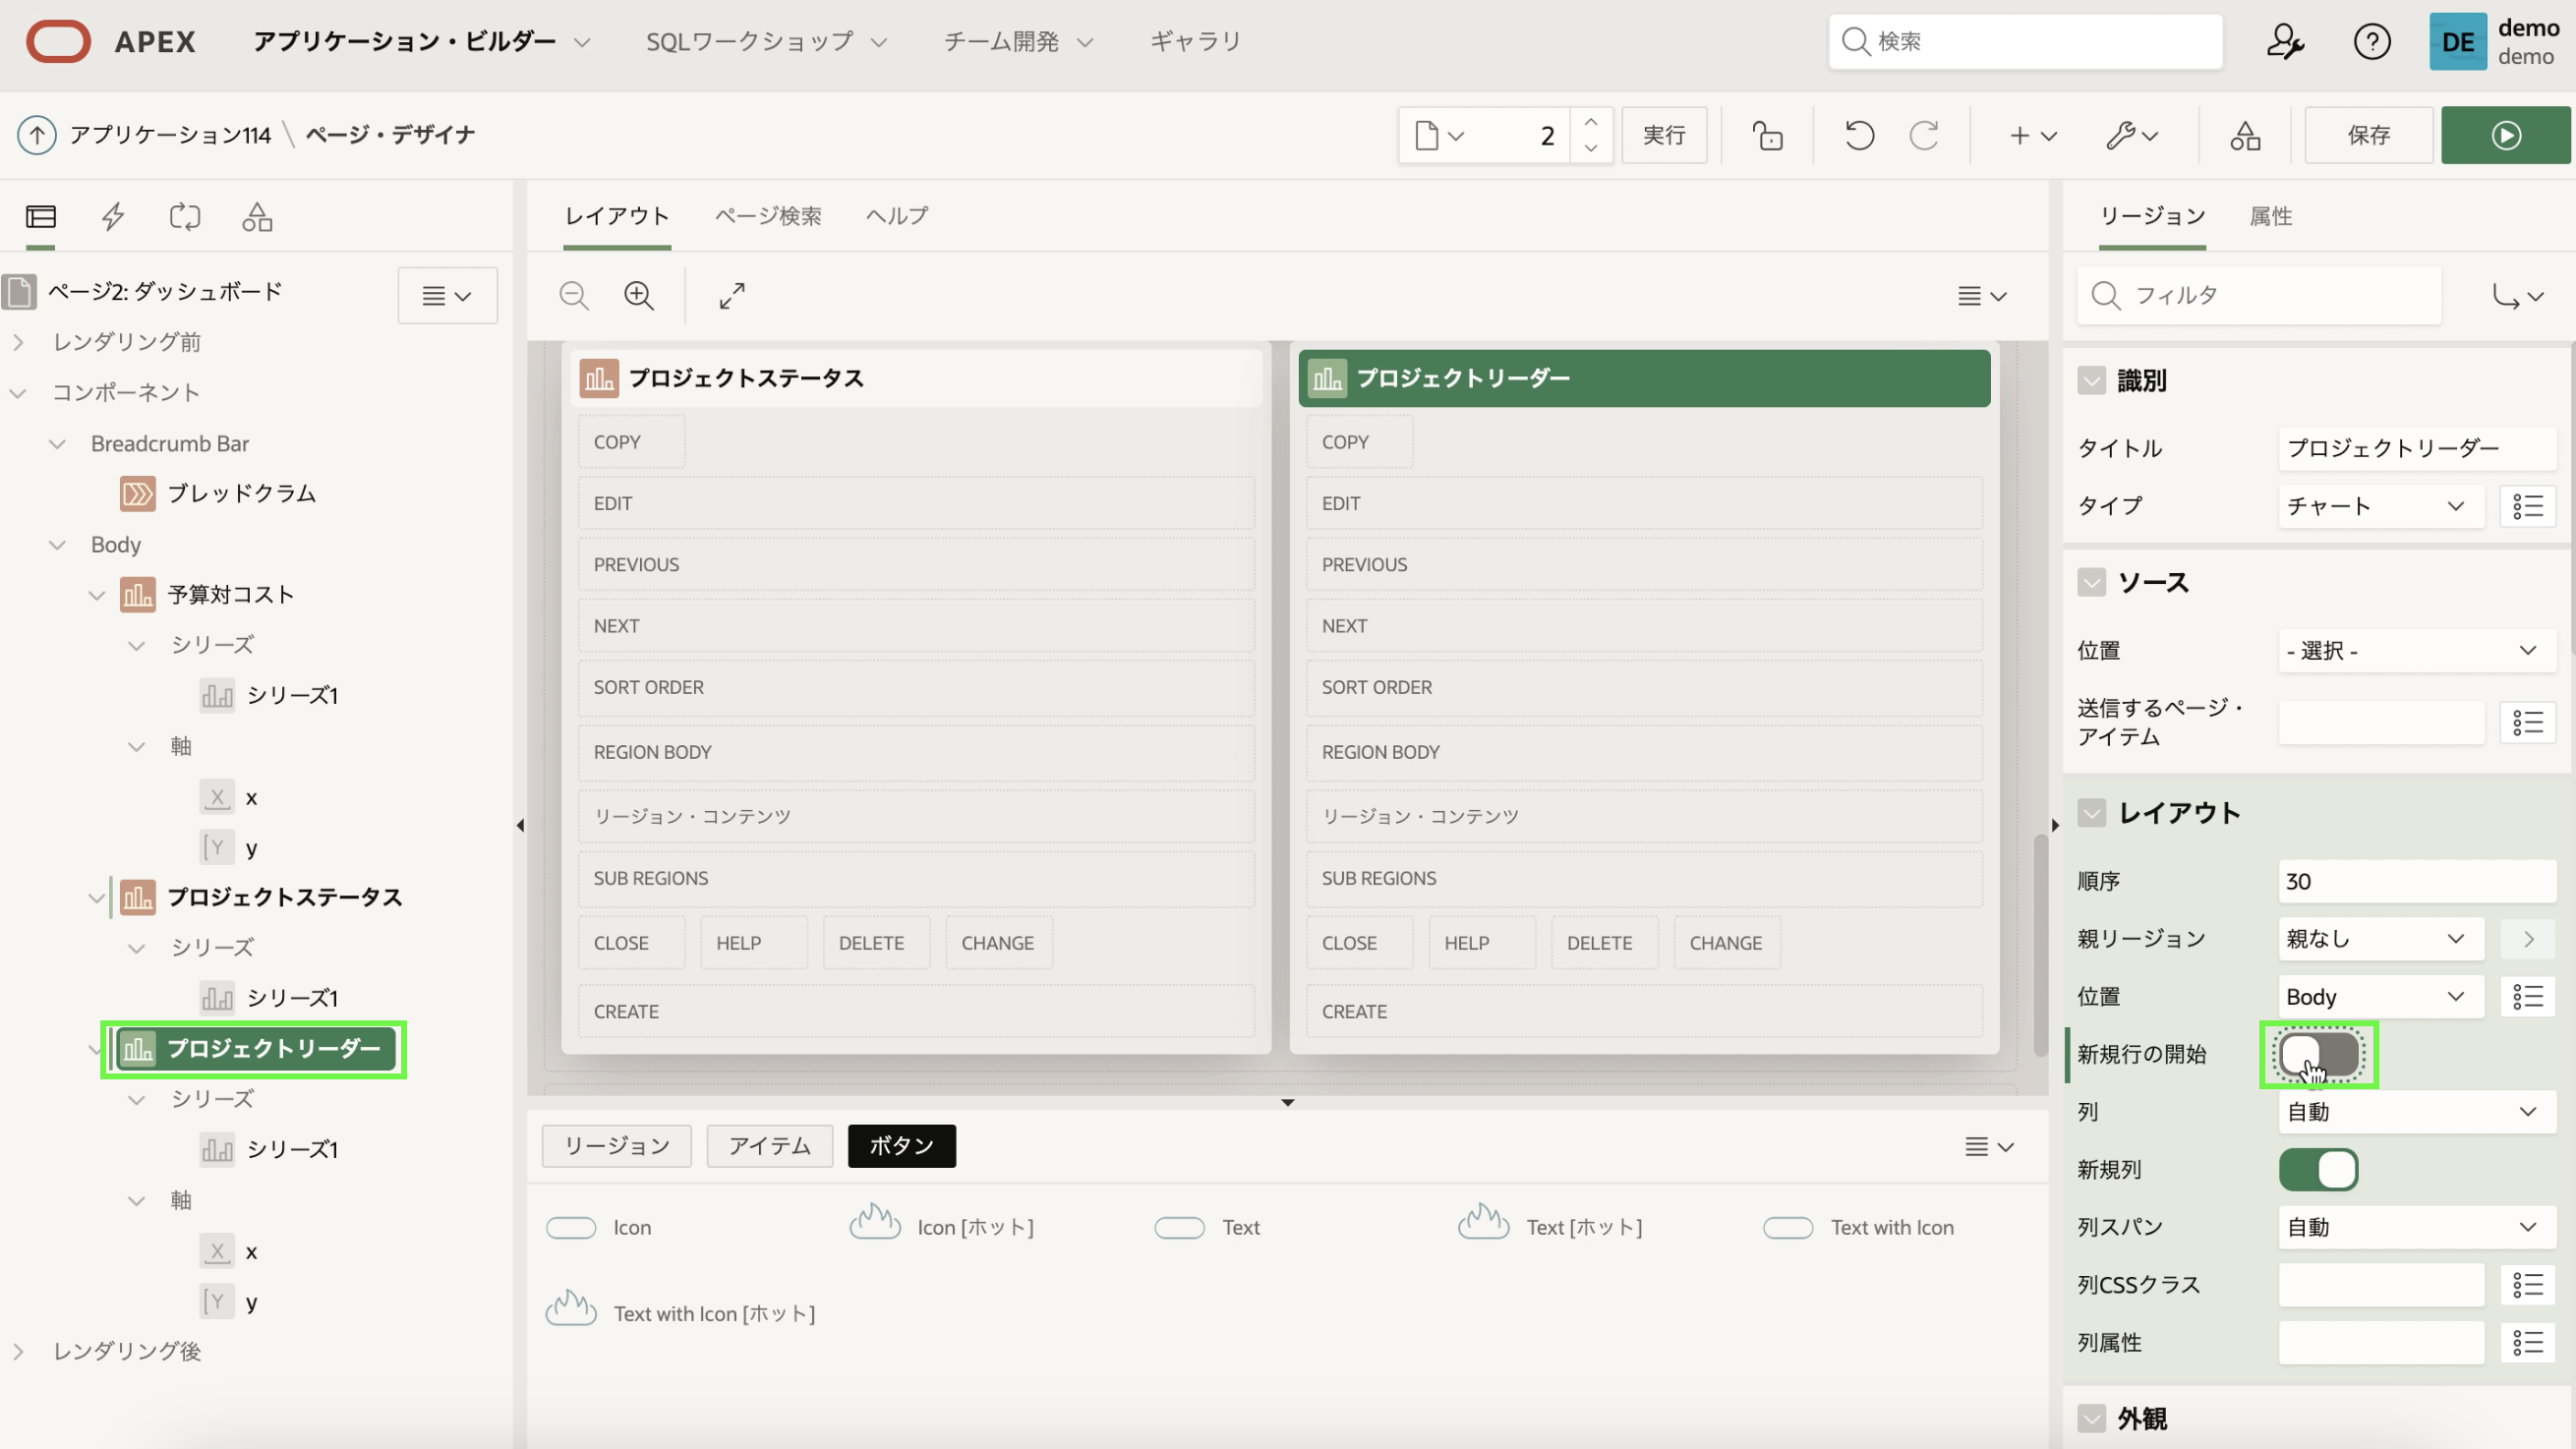 APEX アプリケーション・ビルダー SQLワークショップ チーム開発 ギャラリ 検索 DE demo
demo
アプリケーション114 \ ページ・デザイナ 2 実行 保存
レイアウト ページ検索 ヘルプ
リージョン 属性
ページ2: ダッシュボード
レンダリング前
コンポーネント
Breadcrumb Bar
ブレッドクラム
Body
予算対コスト
シリーズ
シリーズ1
軸
X x
Y y
プロジェクトステータス
シリーズ
シリーズ1
プロジェクトリーダー
シリーズ
シリーズ1
軸
X x
Y y
レンダリング後
プロジェクトステータス
COPY
EDIT
PREVIOUS
NEXT
SORT ORDER
REGION BODY
リージョン・コンテンツ
SUB REGIONS
CLOSE HELP DELETE CHANGE
CREATE
プロジェクトリーダー
COPY
EDIT
PREVIOUS
NEXT
SORT ORDER
REGION BODY
リージョン・コンテンツ
SUB REGIONS
CLOSE HELP DELETE CHANGE
CREATE
リージョン アイテム ボタン
Icon Icon [ホット] Text Text [ホット] Text with Icon
Text with Icon [ホット]
フィルタ
識別
タイトル プロジェクトリーダー
タイプ チャート
ソース
位置 - 選択 -
送信するページ・
アイテム
レイアウト
順序 30
親リージョン 親なし
位置 Body
新規行の開始
列 自動
新規列
列スパン 自動
列CSSクラス
列属性
外観